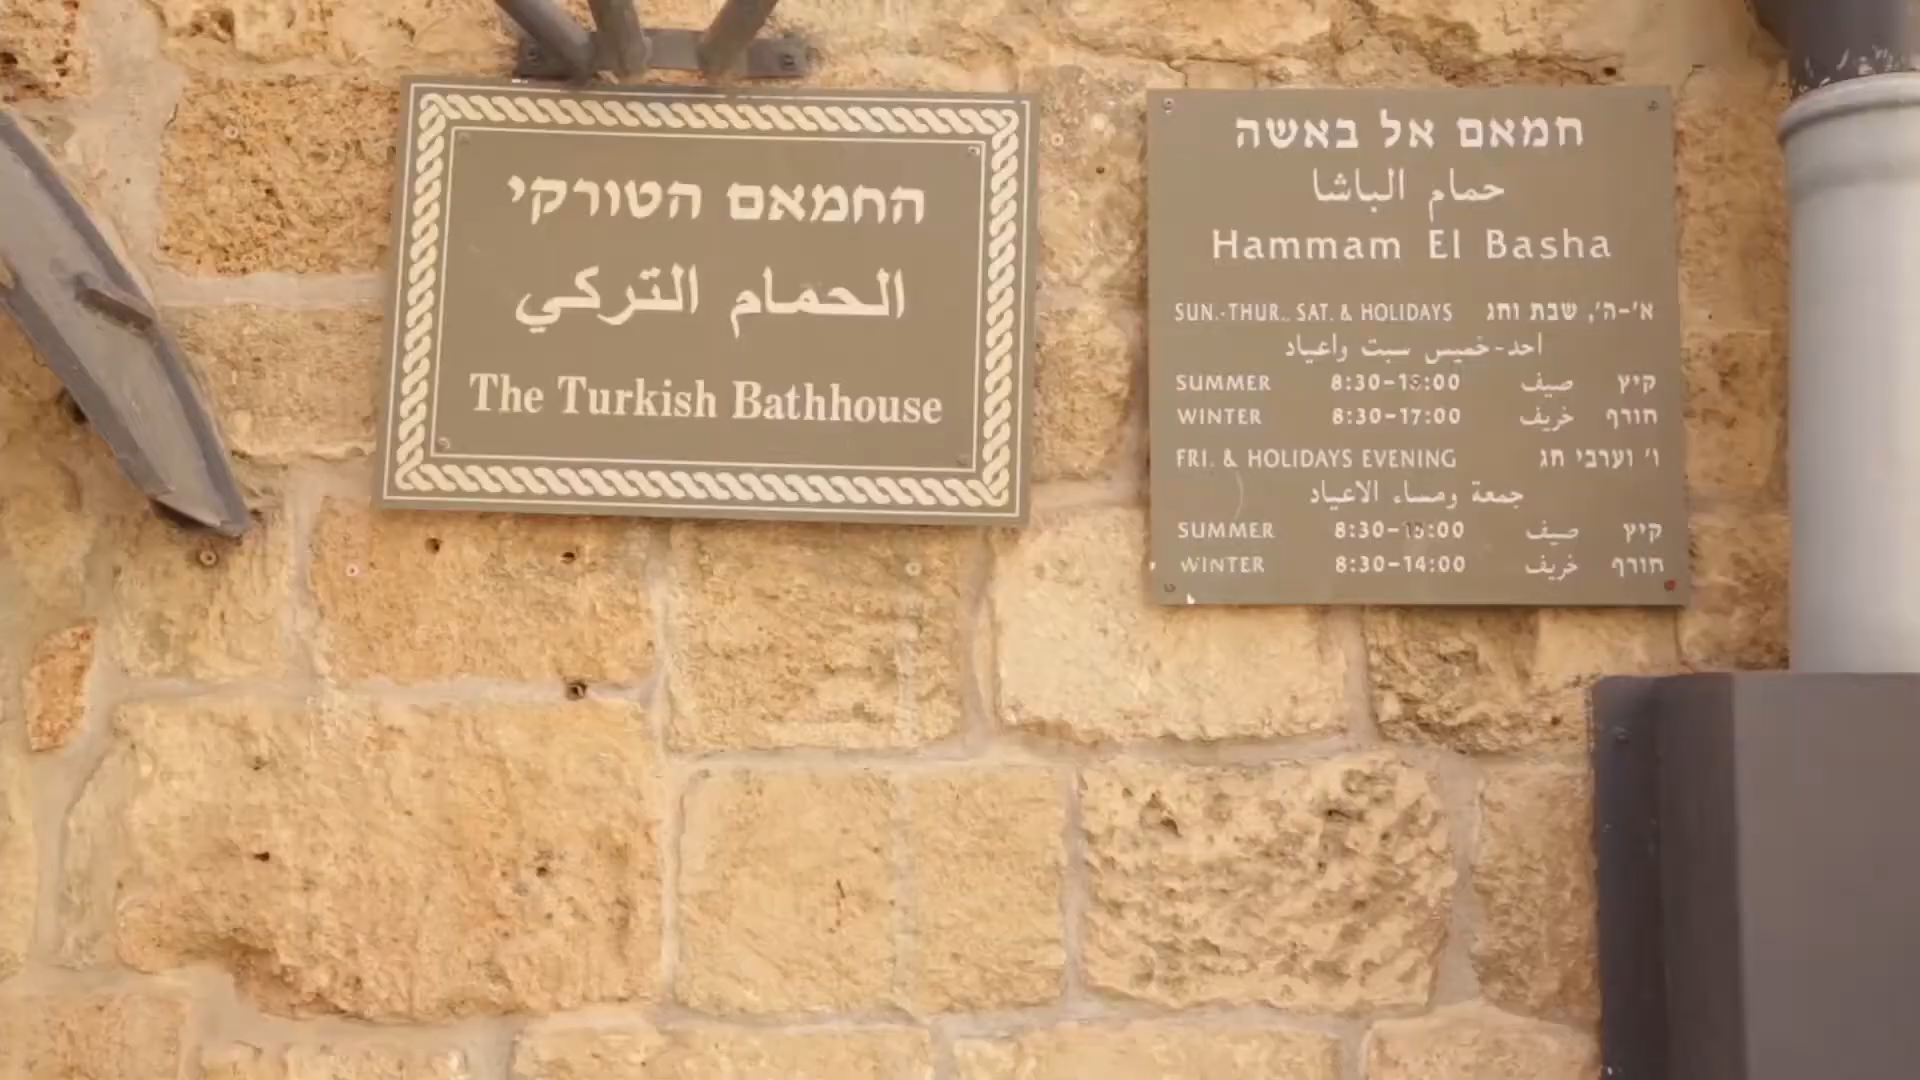 החמאם הטורקי
الحمام التركي
The Turkish Bathhouse
חמאם אל באשה
حمام الباشا
Hammam El Basha
SUN.-THUR., SAT. & HOLIDAYS א'-ה', שבת וחג
احد-خميس سبت واعياد
SUMMER صيف קיץ
WINTER 8:30-17:00 خريف חורף
FRI. & HOLIDAYS EVENING ו' וערבי חג
جمعة ومساء الاعياد
SUMMER صيف קיץ
WINTER 8:30-14:00 خريف חורף